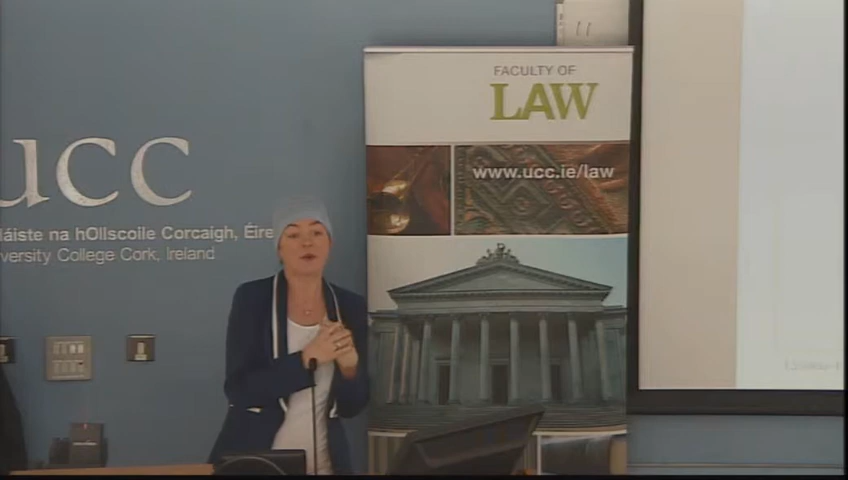 FACULTY OF
LAW
www.ucc.ie/law
ucc
láiste na hOllscoile Corcaigh, Éire
versity College Cork, Ireland